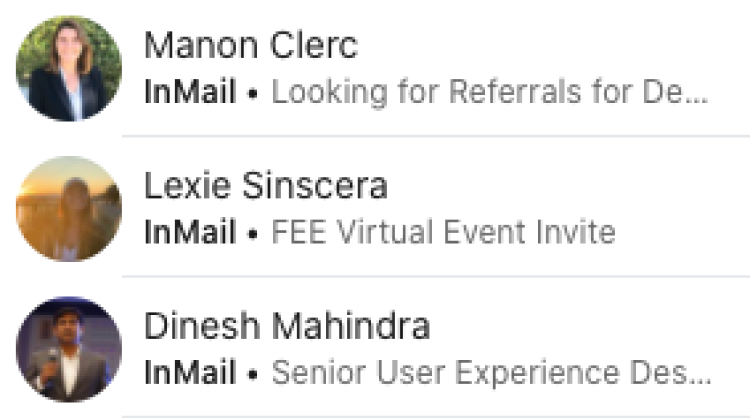 Manon Clerc
InMail • Looking for Referrals for De...
Lexie Sinscera
InMail • FEE Virtual Event Invite
Dinesh Mahindra
InMail • Senior User Experience Des...